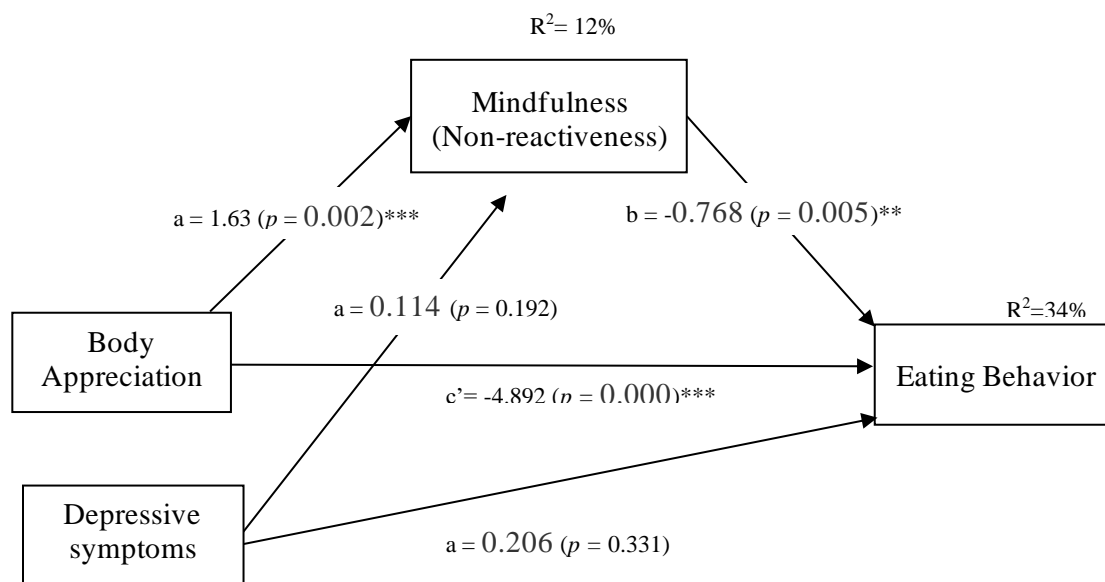 R²= 12%
Mindfulness
(Non-reactiveness)
a = 1.63 (p = 0.002)***
b = -0.768 (p = 0.005)**
a = 0.114 (p = 0.192)
R²=34%
Body
Appreciation
Eating Behavior
c’= -4.892 (p = 0.000)***
Depressive
symptoms
a = 0.206 (p = 0.331)